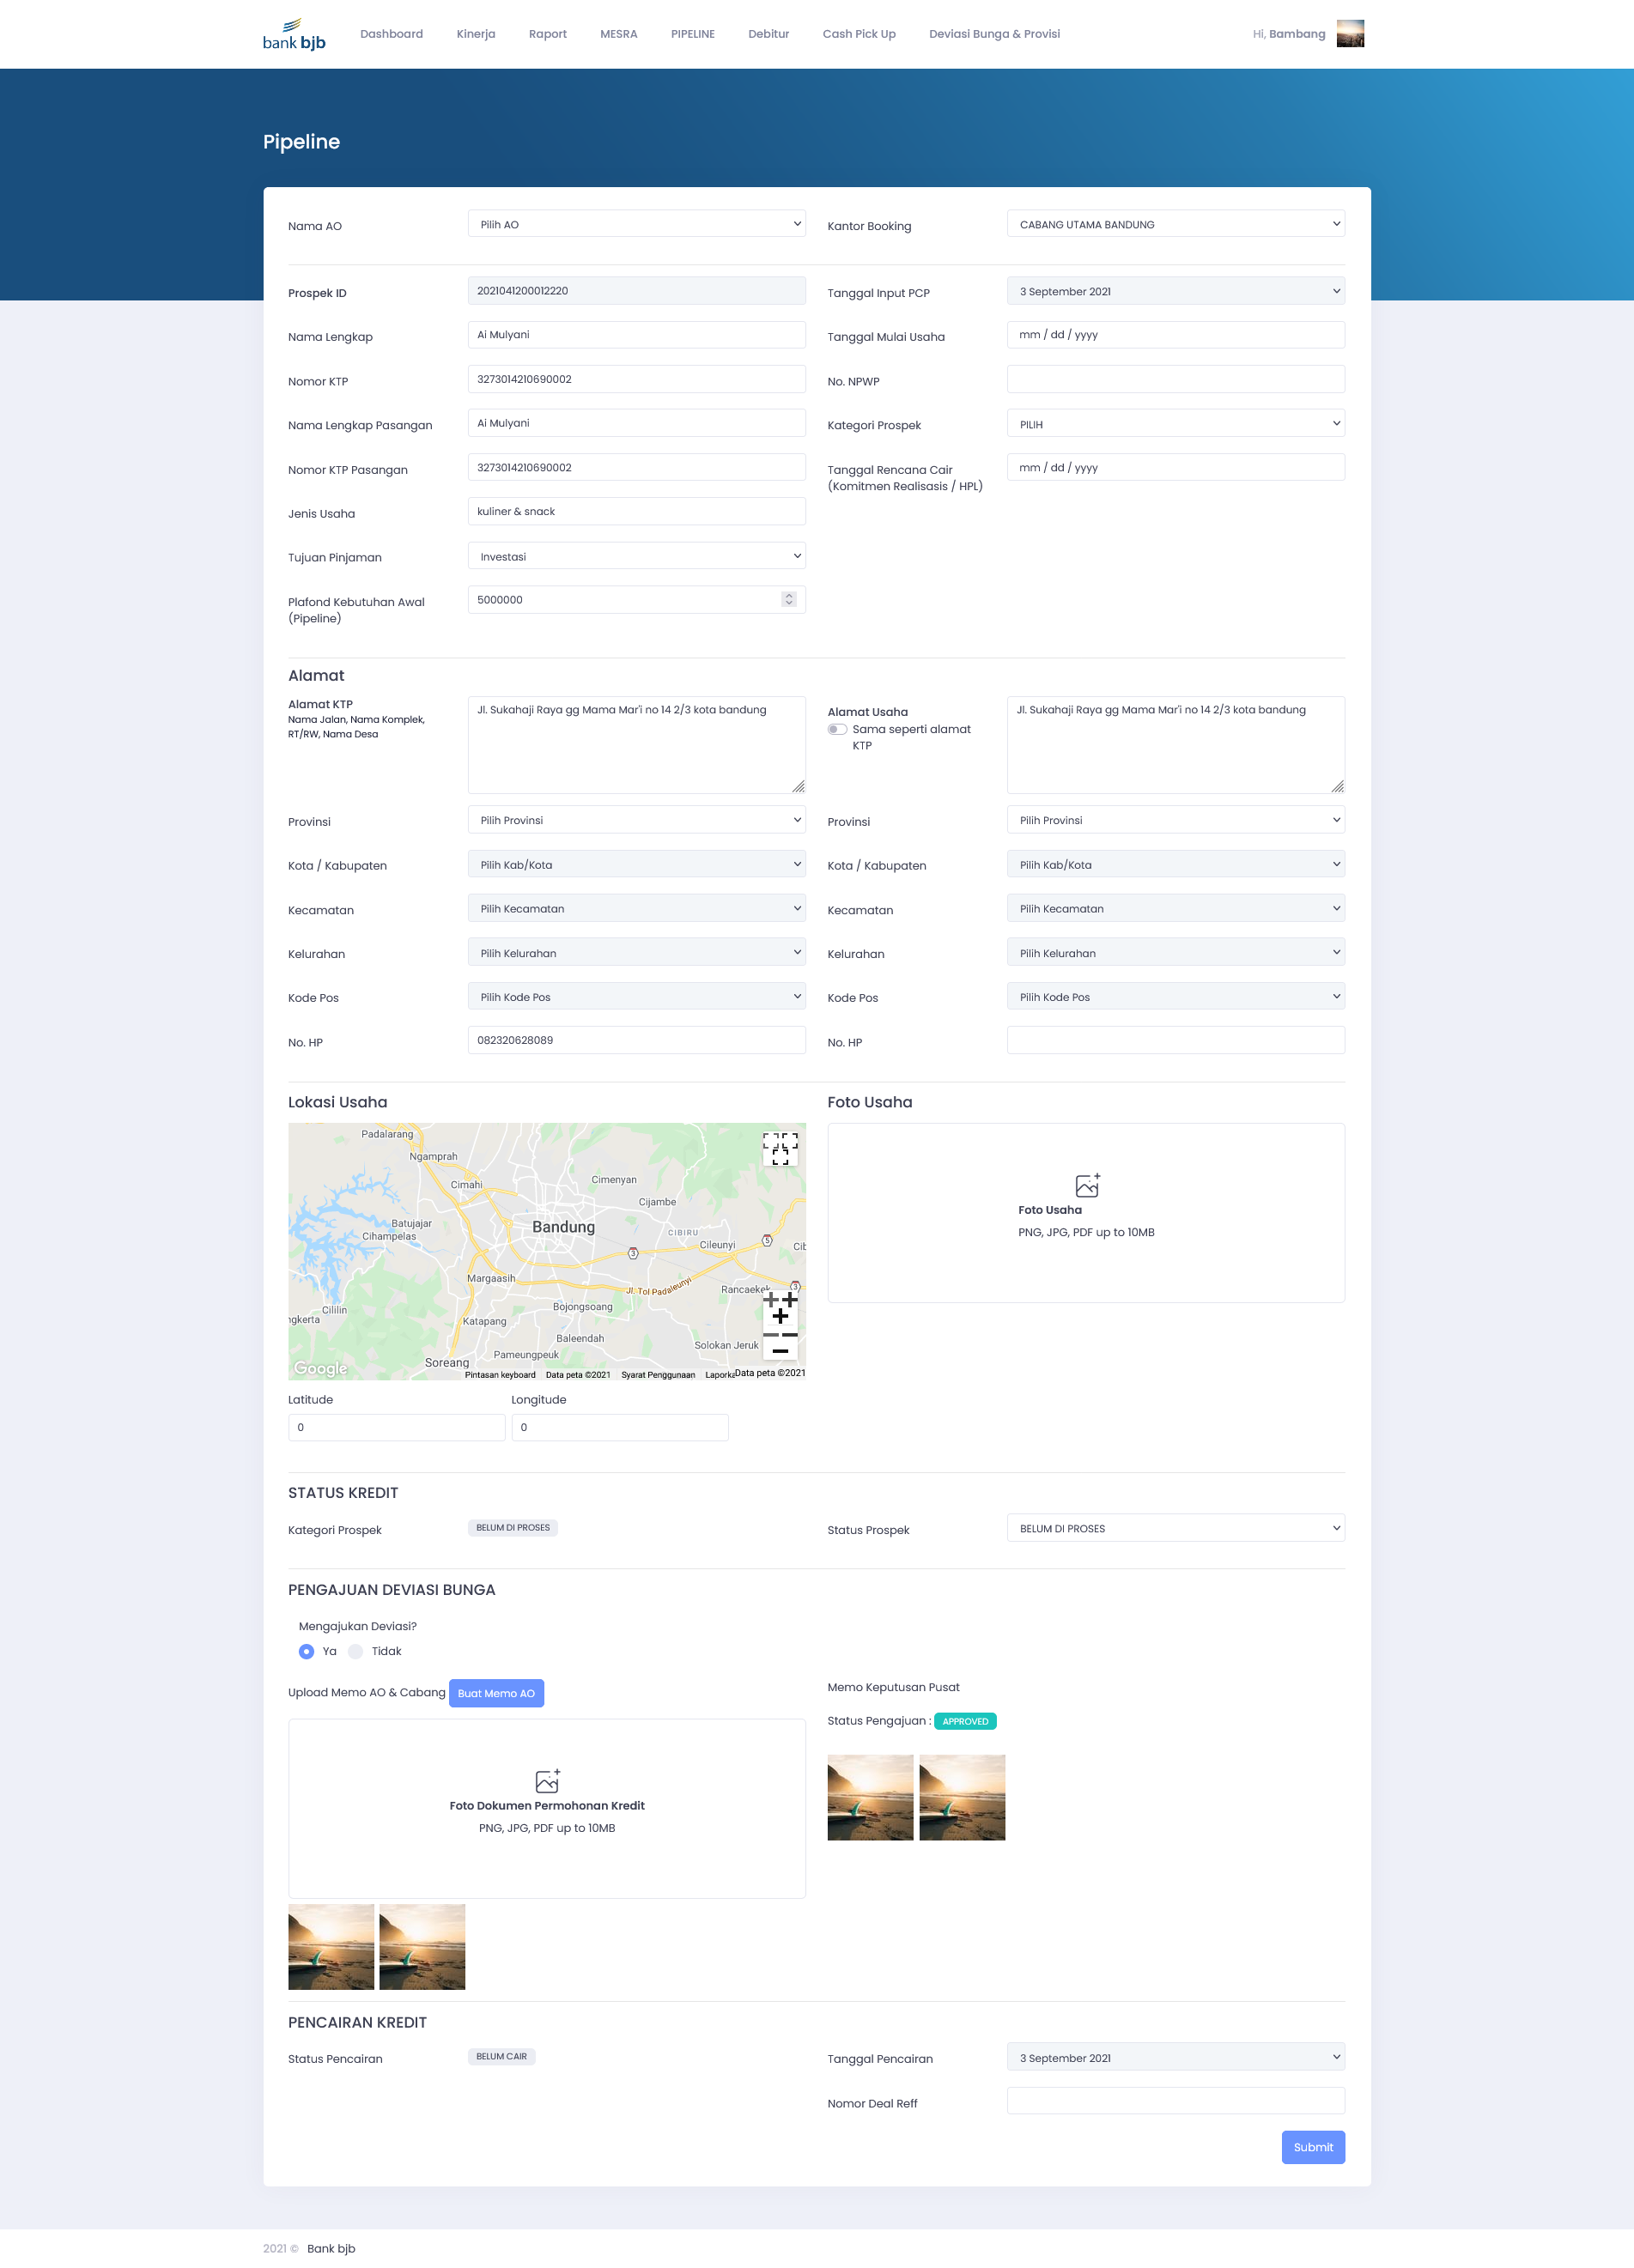 bank bjb
Dashboard
Kinerja
Raport
MESRA
PIPELINE
Debitur
Cash Pick Up
Deviasi Bunga & Provisi
Hi, Bambang
Pipeline
Nama AO
Pilih AO
Kantor Booking
CABANG UTAMA BANDUNG
Prospek ID
2021041200012220
Tanggal Input PCP
3 September 2021
Nama Lengkap
Ai Mulyani
Tanggal Mulai Usaha
mm / dd / yyyy
Nomor KTP
3273014210690002
No. NPWP
Nama Lengkap Pasangan
Ai Mulyani
Kategori Prospek
PILIH
Nomor KTP Pasangan
3273014210690002
Tanggal Rencana Cair
(Komitmen Realisasis / HPL)
mm / dd / yyyy
Jenis Usaha
kuliner & snack
Tujuan Pinjaman
Investasi
Plafond Kebutuhan Awal
(Pipeline)
5000000
Alamat
Alamat KTP
Nama Jalan, Nama Komplek,
RT/RW, Nama Desa
Jl. Sukahaji Raya gg Mama Mar'i no 14 2/3 kota bandung
Alamat Usaha
Sama seperti alamat
KTP
Jl. Sukahaji Raya gg Mama Mar'i no 14 2/3 kota bandung
Provinsi
Pilih Provinsi
Provinsi
Pilih Provinsi
Kota / Kabupaten
Pilih Kab/Kota
Kota / Kabupaten
Pilih Kab/Kota
Kecamatan
Pilih Kecamatan
Kecamatan
Pilih Kecamatan
Kelurahan
Pilih Kelurahan
Kelurahan
Pilih Kelurahan
Kode Pos
Pilih Kode Pos
Kode Pos
Pilih Kode Pos
No. HP
082320628089
No. HP
Lokasi Usaha
Foto Usaha
Padalarang
Ngamprah
Cimahi
Cimenyan
Cijambe
Batujajar
Cihampelas
Bandung
CIBIRU
Cileunyi
5
Cib
3
Margaasih
Jl. Tol Padaleunyi
Rancaekek
3
Cililin
Bojongsoang
ngkerta
Katapang
Baleendah
Solokan Jeruk
Pameungpeuk
Soreang
Google
Pintasan keyboard
Data peta ©2021
Syarat Penggunaan
Laporka
Data peta ©2021
Foto Usaha
PNG, JPG, PDF up to 10MB
Latitude
Longitude
0
0
STATUS KREDIT
Kategori Prospek
BELUM DI PROSES
Status Prospek
BELUM DI PROSES
PENGAJUAN DEVIASI BUNGA
Mengajukan Deviasi?
Ya
Tidak
Upload Memo AO & Cabang
Buat Memo AO
Memo Keputusan Pusat
Status Pengajuan :
APPROVED
Foto Dokumen Permohonan Kredit
PNG, JPG, PDF up to 10MB
PENCAIRAN KREDIT
Status Pencairan
BELUM CAIR
Tanggal Pencairan
3 September 2021
Nomor Deal Reff
Submit
2021 © Bank bjb